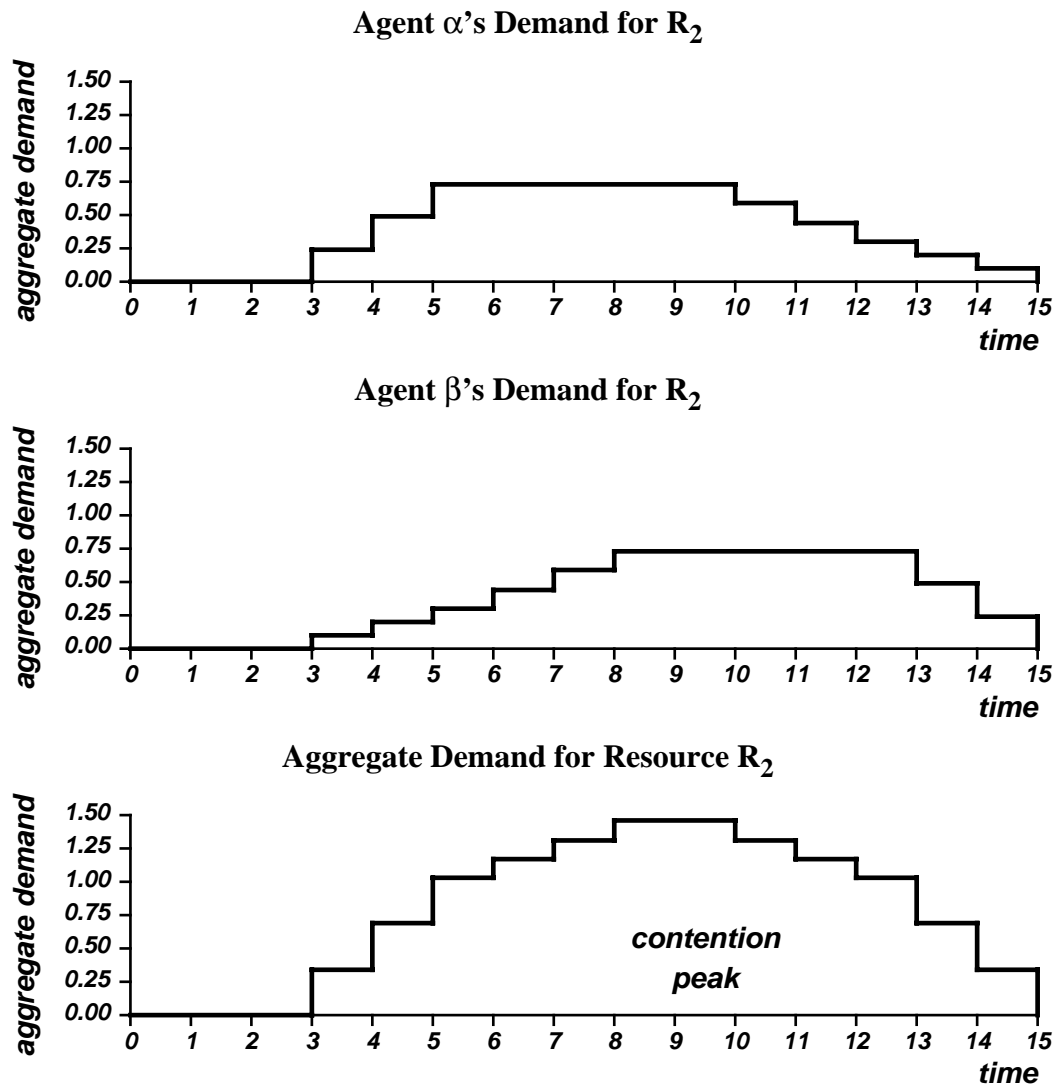 Agent α's Demand for R2
aggregate demand
1.50
1.25
1.00
0.75
0.50
0.25
0.00
0 1 2 3 4 5 6 7 8 9 10 11 12 13 14 15
time
Agent β's Demand for R2
aggregate demand
1.50
1.25
1.00
0.75
0.50
0.25
0.00
0 1 2 3 4 5 6 7 8 9 10 11 12 13 14 15
time
Aggregate Demand for Resource R2
aggregate demand
1.50
1.25
1.00
0.75
0.50
0.25
0.00
contention
peak
0 1 2 3 4 5 6 7 8 9 10 11 12 13 14 15
time